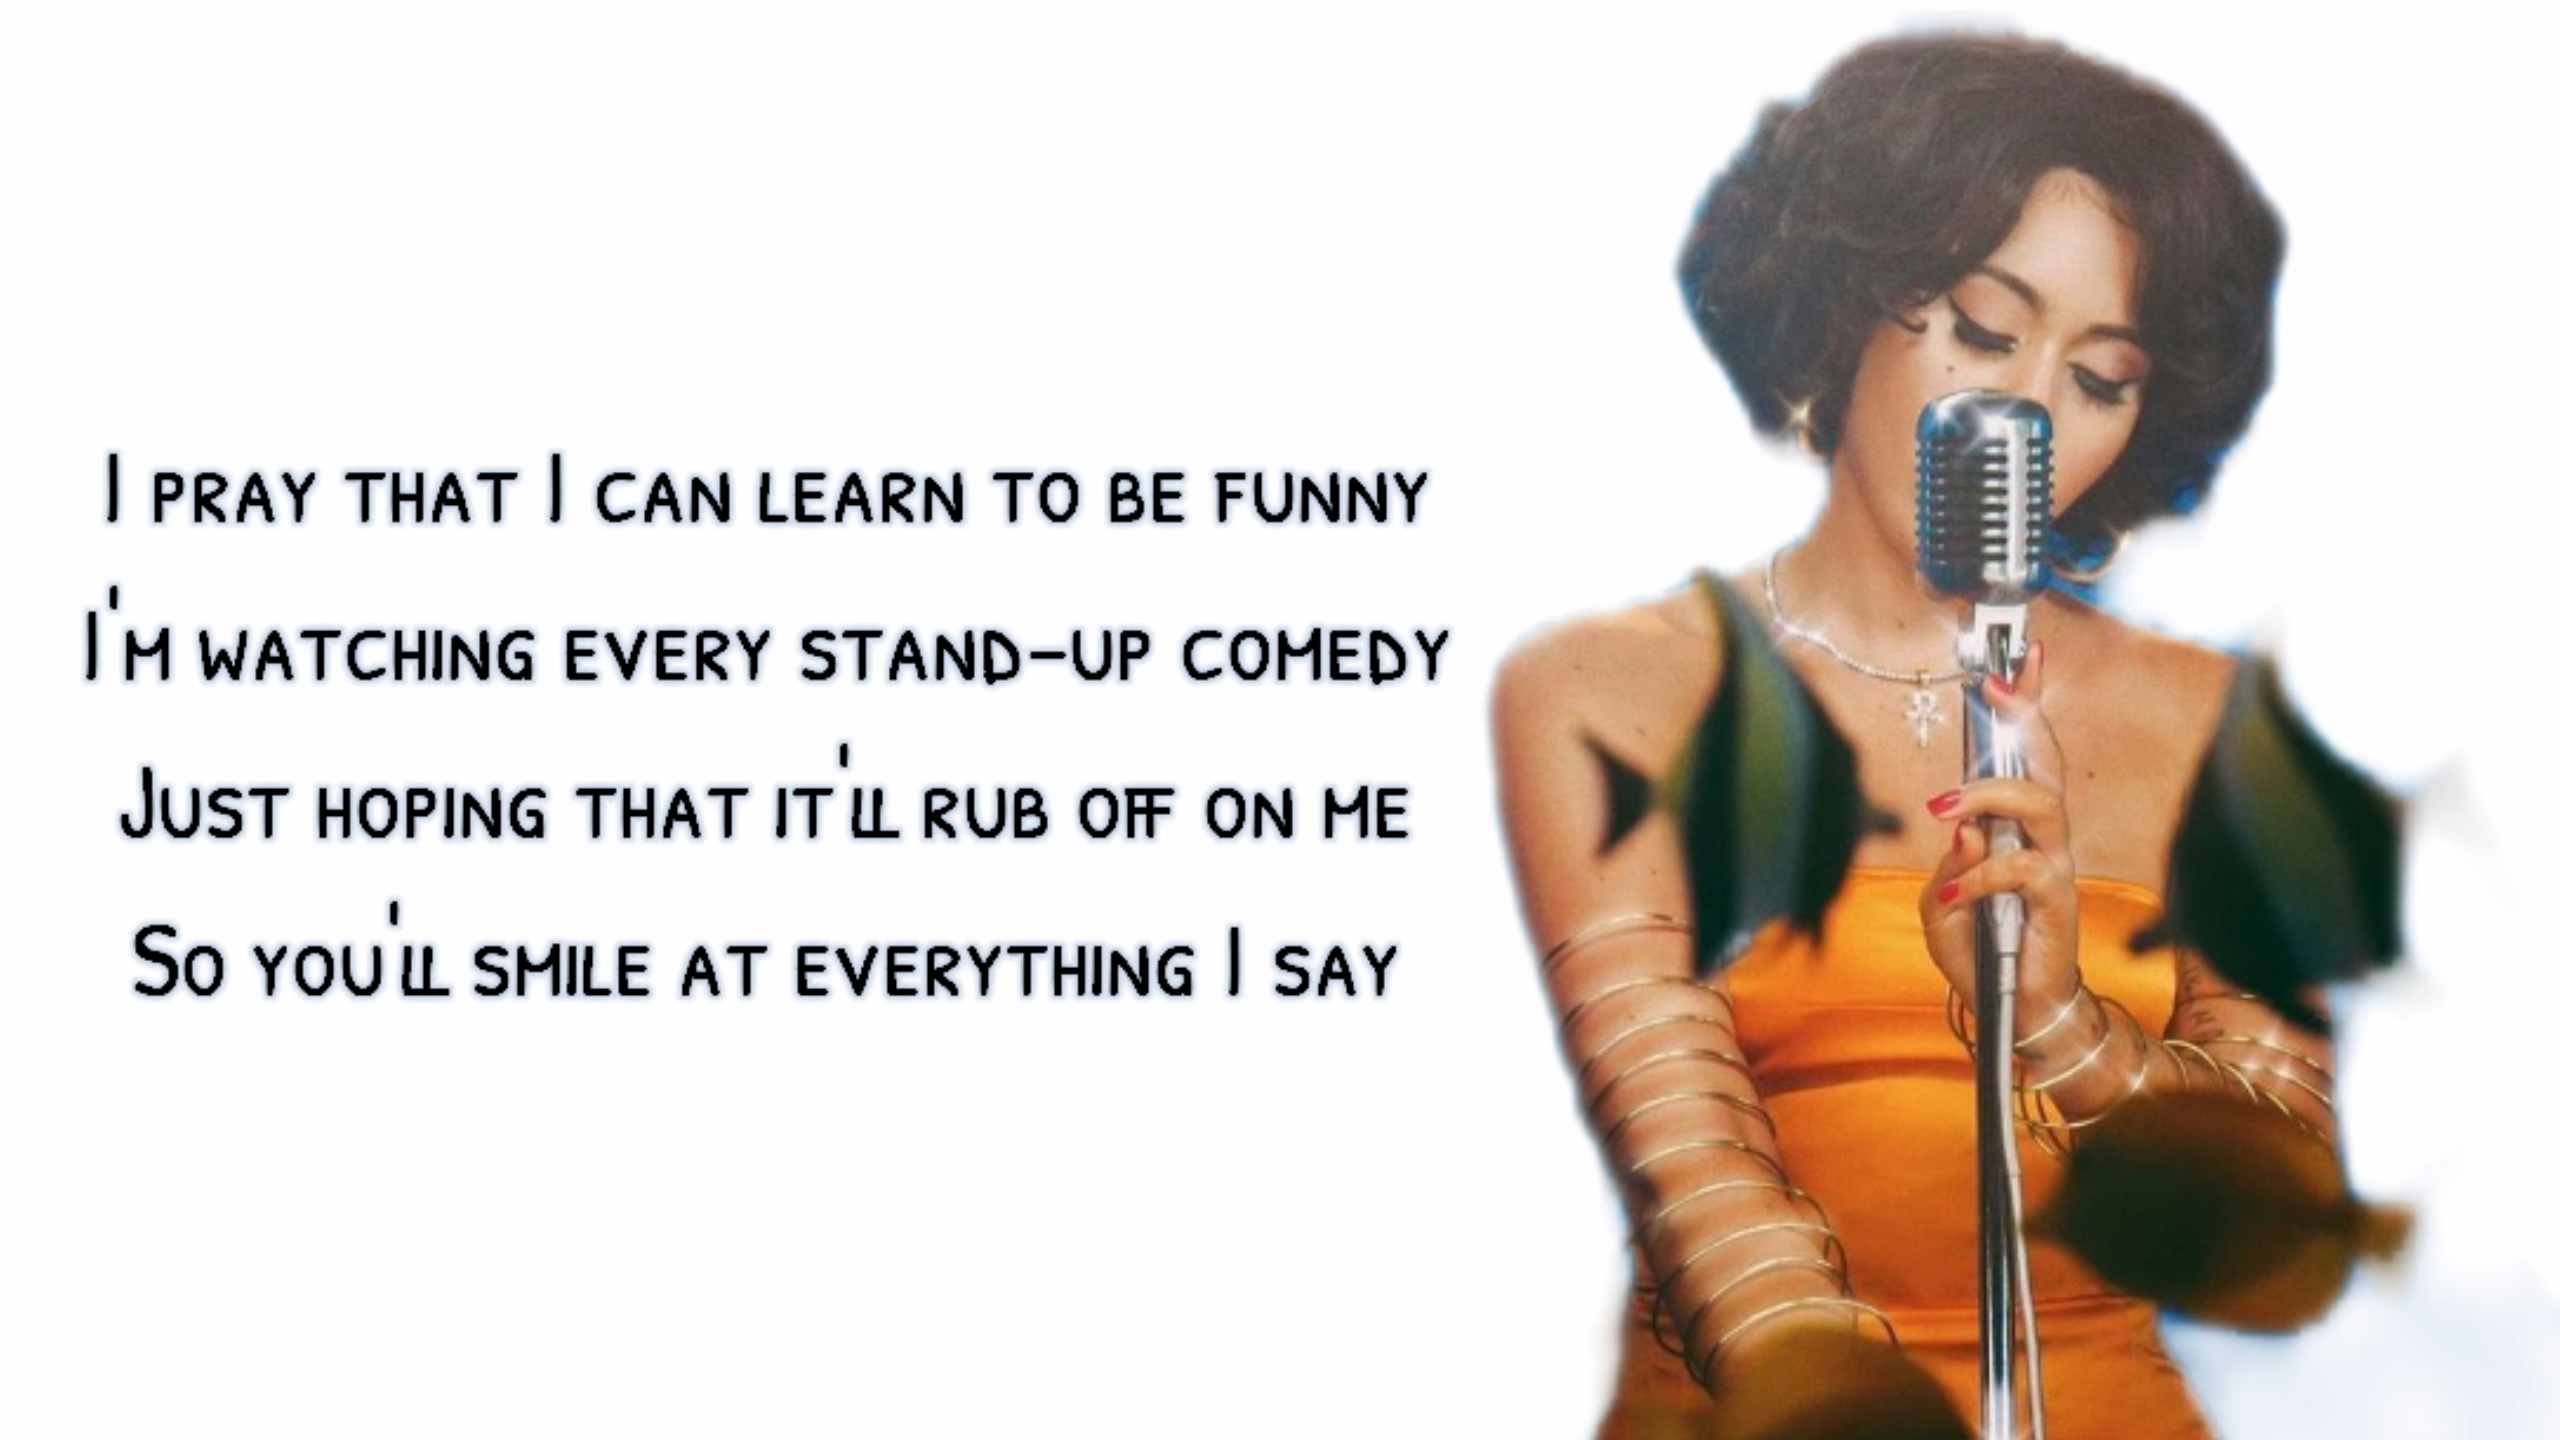 I pray that I can learn to be funny
I'm watching every stand-up comedy
Just hoping that it'll rub off on me
So you'll smile at everything I say